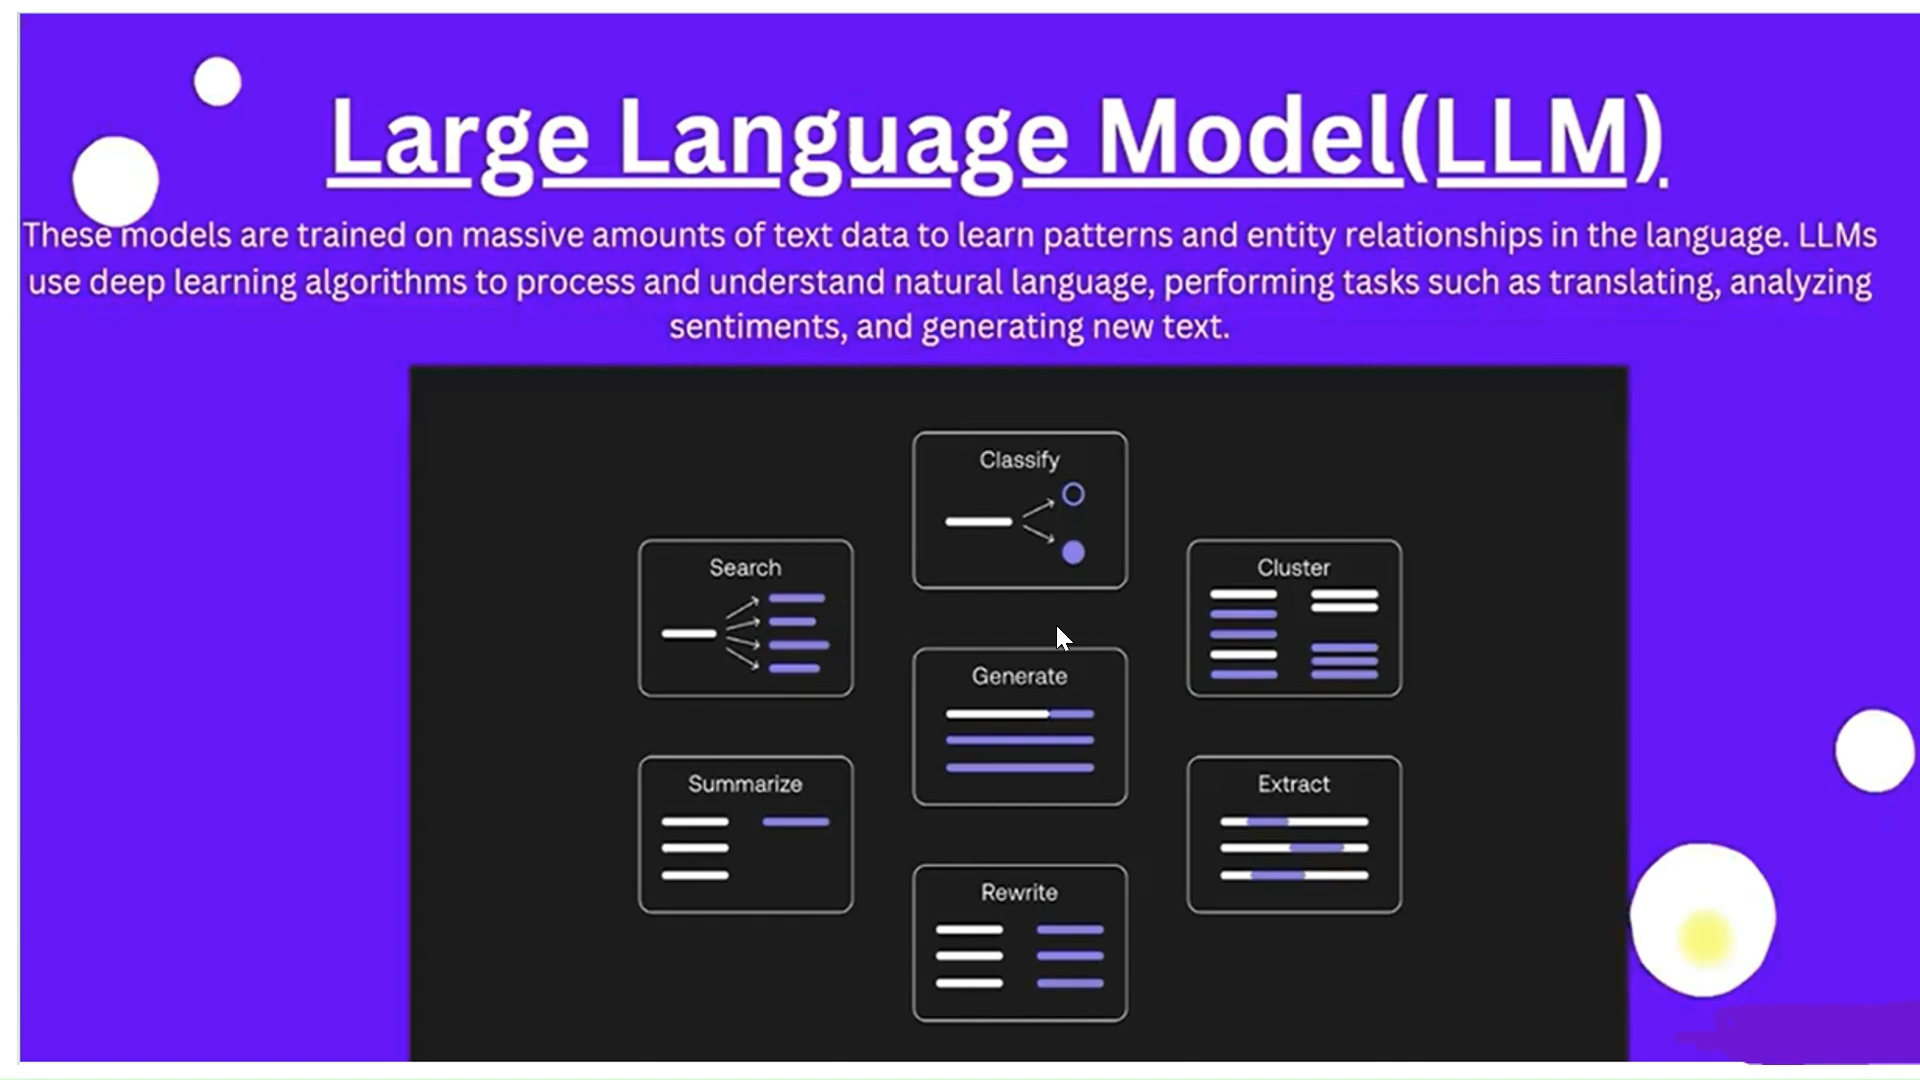 Large Language Model(LLM).
These models are trained on massive amounts of text data to learn patterns and entity relationships in the language. LLMs
use deep learning algorithms to process and understand natural language, performing tasks such as translating, analyzing
sentiments, and generating new text.
Classify
Search
Cluster
Generate
Summarize
Extract
Rewrite